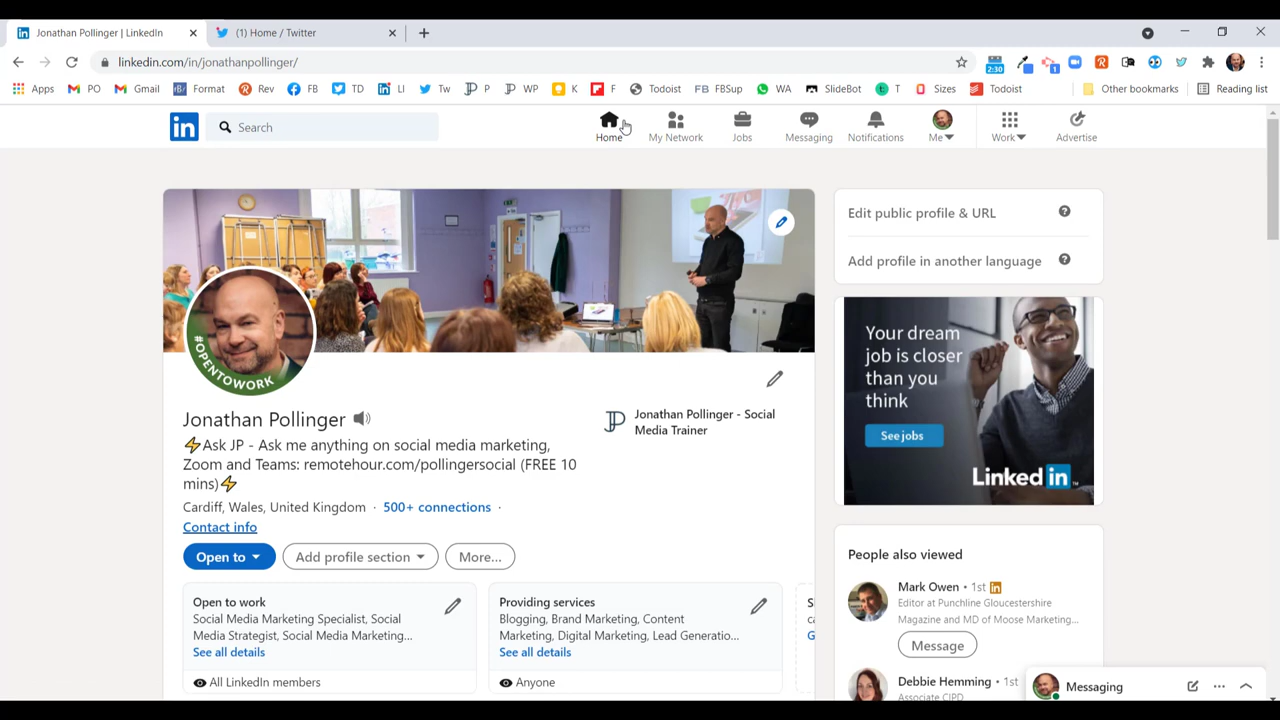 Jonathan Pollinger | LinkedIn
(1) Home / Twitter
linkedin.com/in/jonathanpollinger/
2:30
1
Apps
PO
Gmail
Format
Rev
FB
TD
LI
Tw
P
WP
K
F
Todoist
FB FBSup
WA
SlideBot
T
Sizes
Todoist
Other bookmarks
Reading list
in
Search
Home
My Network
Jobs
Messaging
Notifications
Me
Work
Advertise
#OPENTOWORK
Jonathan Pollinger
⚡Ask JP - Ask me anything on social media marketing,
Zoom and Teams: remotehour.com/pollingersocial (FREE 10
mins)⚡
Cardiff, Wales, United Kingdom · 500+ connections ·
Contact info
Jonathan Pollinger - Social
Media Trainer
Open to
Add profile section
More...
Open to work
Social Media Marketing Specialist, Social
Media Strategist, Social Media Marketing...
See all details
All LinkedIn members
Providing services
Blogging, Brand Marketing, Content
Marketing, Digital Marketing, Lead Generatio...
See all details
Anyone
Edit public profile & URL
Add profile in another language
Your dream
job is closer
than you
think
See jobs
Linked in
People also viewed
Mark Owen · 1st in
Editor at Punchline Gloucestershire
Magazine and MD of Moose Marketing...
Message
Debbie Hemming · 1st
Associate CIPD
Messaging